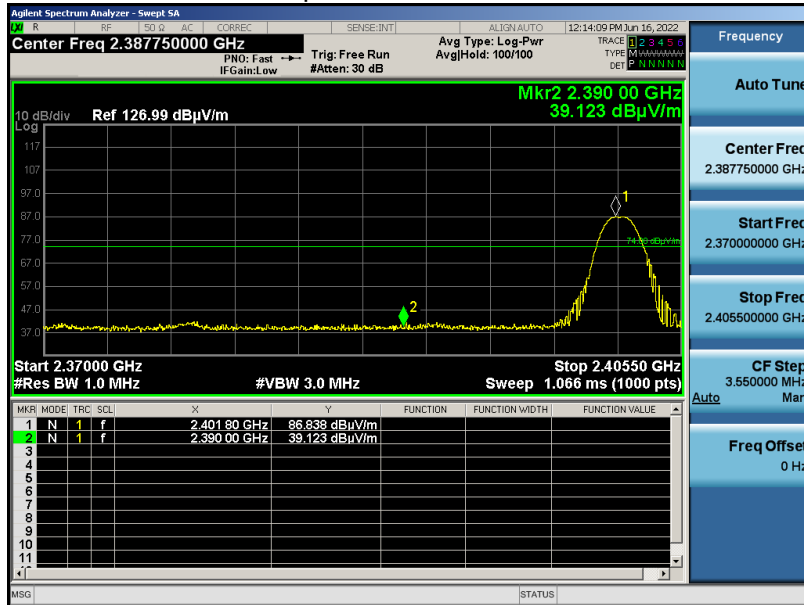 Agilent Spectrum Analyzer - Swept SA
LXI R RF 50 Ω AC CORREC SENSE:INT ALIGN AUTO 12:14:09 PM Jun 16, 2022
Center Freq 2.387750000 GHz
PNO: Fast
IFGain:Low
Trig: Free Run
#Atten: 30 dB
Avg Type: Log-Pwr
Avg|Hold: 100/100
TRACE 1 2 3 4 5 6
TYPE M
DET P N N N N N
Mkr2 2.390 00 GHz
39.123 dBµV/m
10 dB/div Ref 126.99 dBµV/m
Log
117
107
97.0
87.0
77.0
67.0
57.0
47.0
37.0
1
2
74.00 dBµV/m
Start 2.37000 GHz Stop 2.40550 GHz
#Res BW 1.0 MHz #VBW 3.0 MHz Sweep 1.066 ms (1000 pts)
MKR MODE TRC SCL X Y FUNCTION FUNCTION WIDTH FUNCTION VALUE
1 N 1 f 2.401 80 GHz 86.838 dBµV/m
2 N 1 f 2.390 00 GHz 39.123 dBµV/m
3
4
5
6
7
8
9
10
11
MSG STATUS
Frequency
Auto Tune
Center Freq
2.387750000 GHz
Start Freq
2.370000000 GHz
Stop Freq
2.405500000 GHz
CF Step
3.550000 MHz
Auto Man
Freq Offset
0 Hz